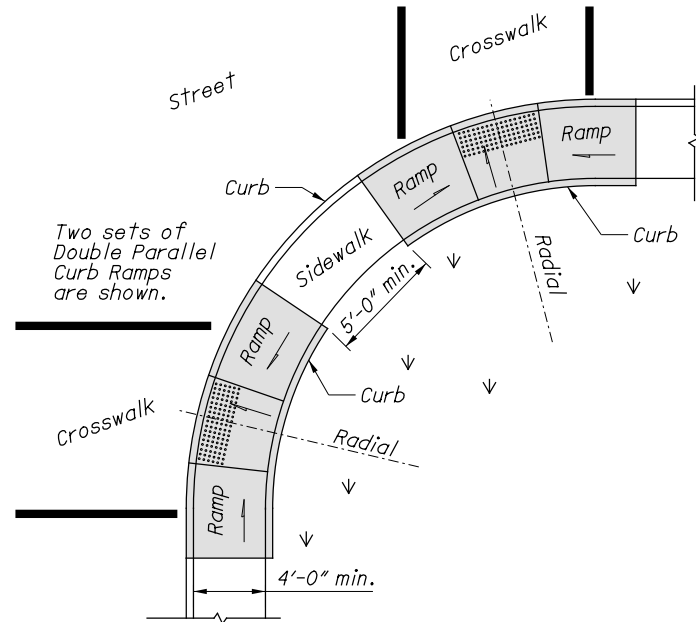 Crosswalk
Street
Ramp
Ramp
Curb
Curb
Sidewalk
Radial
Two sets of
Double Parallel
Curb Ramps
are shown.
5'-0" min.
Ramp
Curb
Crosswalk
Radial
Ramp
4'-0" min.